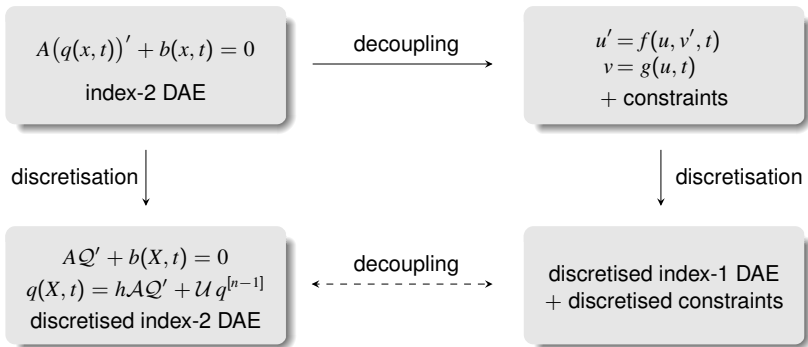 A(q(x, t))′ + b(x, t) = 0
index-2 DAE
decoupling
u′ = f(u, v′, t)
v = g(u, t)
+ constraints
discretisation
discretisation
A𝒬′ + b(X, t) = 0
q(X, t) = h𝒜𝒬′ + 𝒰 q^[n−1]
discretised index-2 DAE
decoupling
discretised index-1 DAE
+ discretised constraints